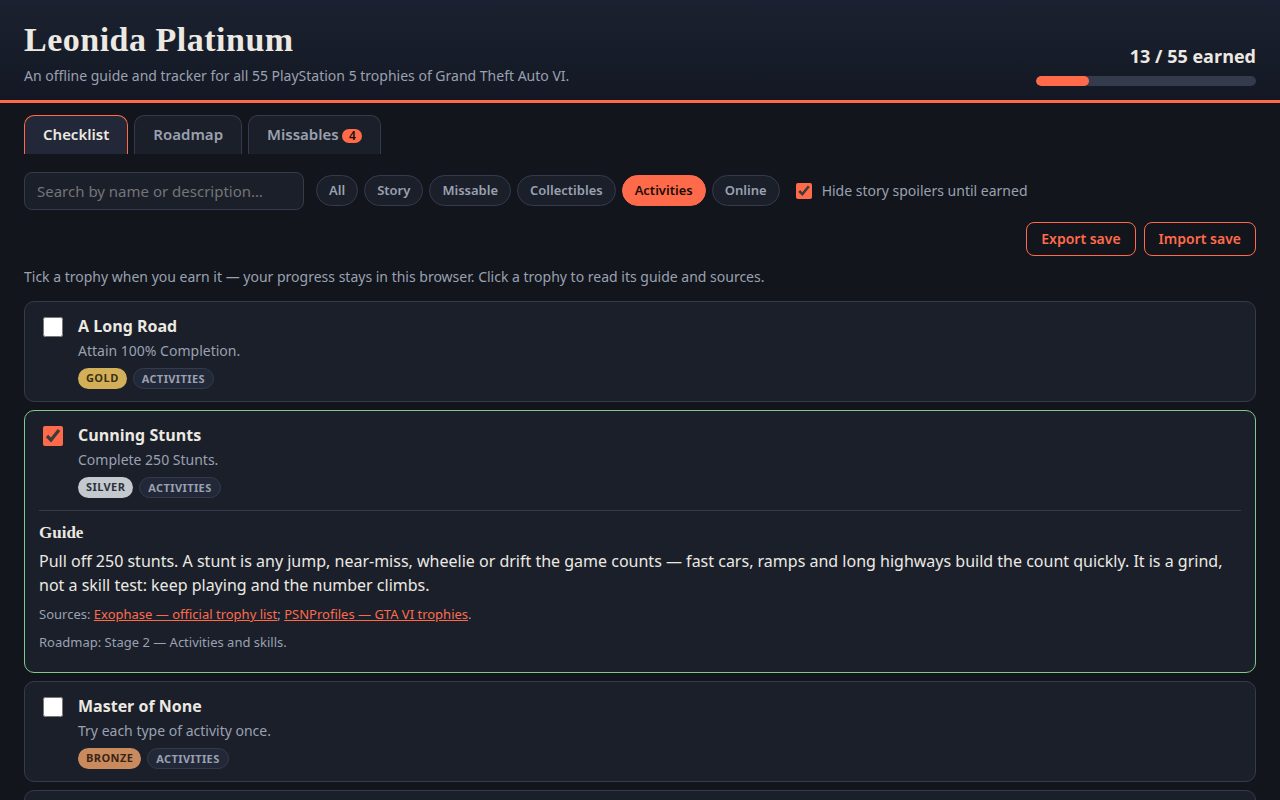 Leonida Platinum
An offline guide and tracker for all 55 PlayStation 5 trophies of Grand Theft Auto VI.
13 / 55 earned
Checklist
Roadmap
Missables 4
Search by name or description...
All
Story
Missable
Collectibles
Activities
Online
Hide story spoilers until earned
Export save
Import save
Tick a trophy when you earn it — your progress stays in this browser. Click a trophy to read its guide and sources.
A Long Road
Attain 100% Completion.
GOLD
ACTIVITIES
Cunning Stunts
Complete 250 Stunts.
SILVER
ACTIVITIES
Guide
Pull off 250 stunts. A stunt is any jump, near-miss, wheelie or drift the game counts — fast cars, ramps and long highways build the count quickly. It is a grind,
not a skill test: keep playing and the number climbs.
Sources: Exophase — official trophy list; PSNProfiles — GTA VI trophies.
Roadmap: Stage 2 — Activities and skills.
Master of None
Try each type of activity once.
BRONZE
ACTIVITIES